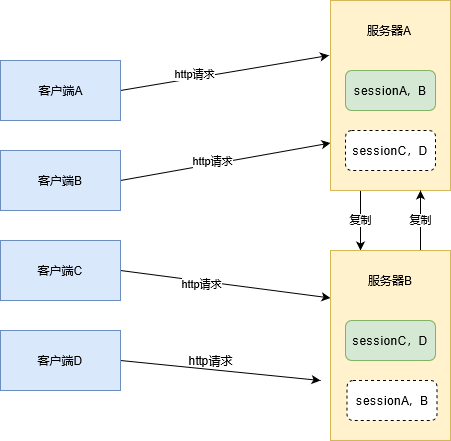 服务器A
客户端A
http请求
sessionA，B
客户端B
http请求
sessionC，D
复制
复制
客户端C
http请求
服务器B
客户端D
http请求
sessionC，D
sessionA，B